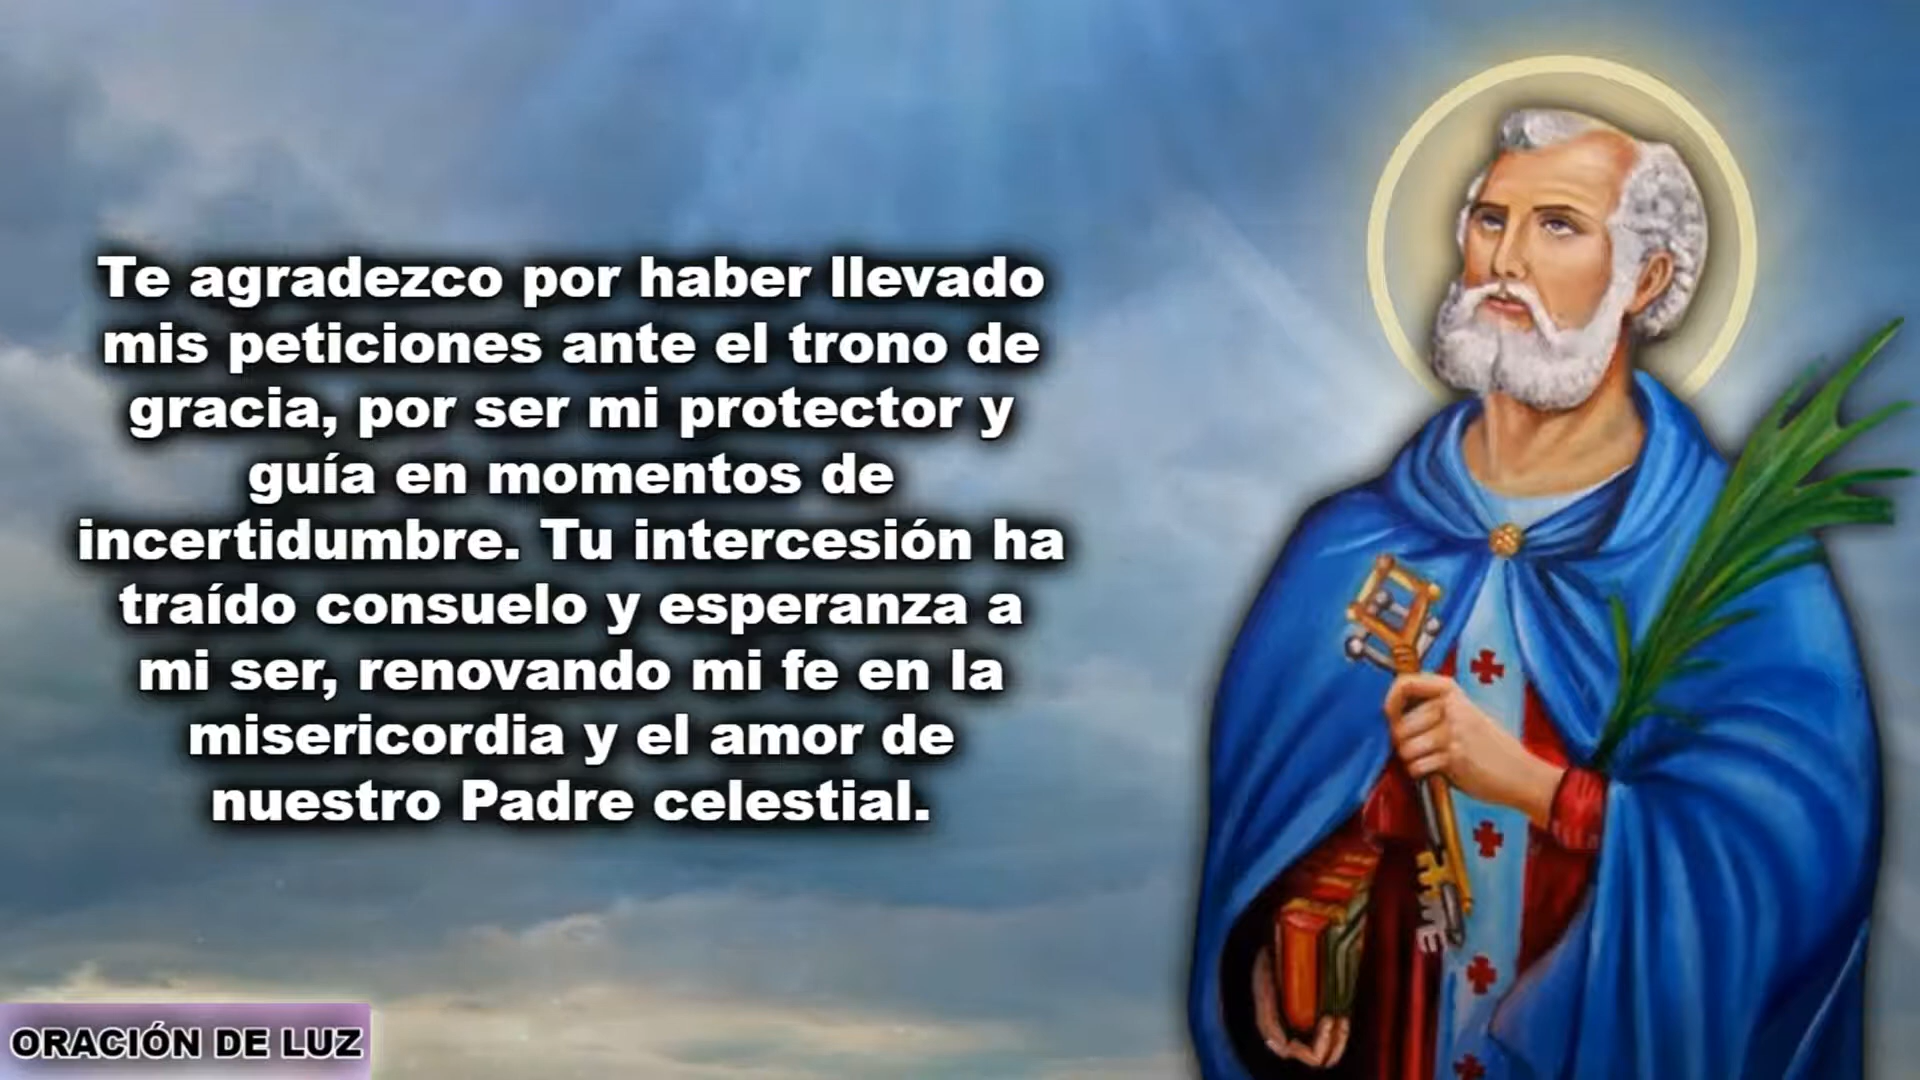 Te agradezco por haber llevado
mis peticiones ante el trono de
gracia, por ser mi protector y
guía en momentos de
incertidumbre. Tu intercesión ha
traído consuelo y esperanza a
mi ser, renovando mi fe en la
misericordia y el amor de
nuestro Padre celestial.
ORACIÓN DE LUZ